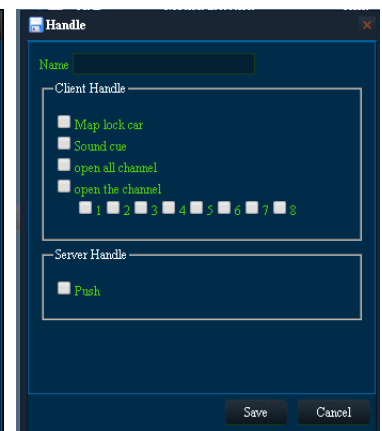 Handle
Name
Client Handle
Map lock car
Sound cue
open all channel
open the channel
1 2 3 4 5 6 7 8
Server Handle
Push
Save Cancel